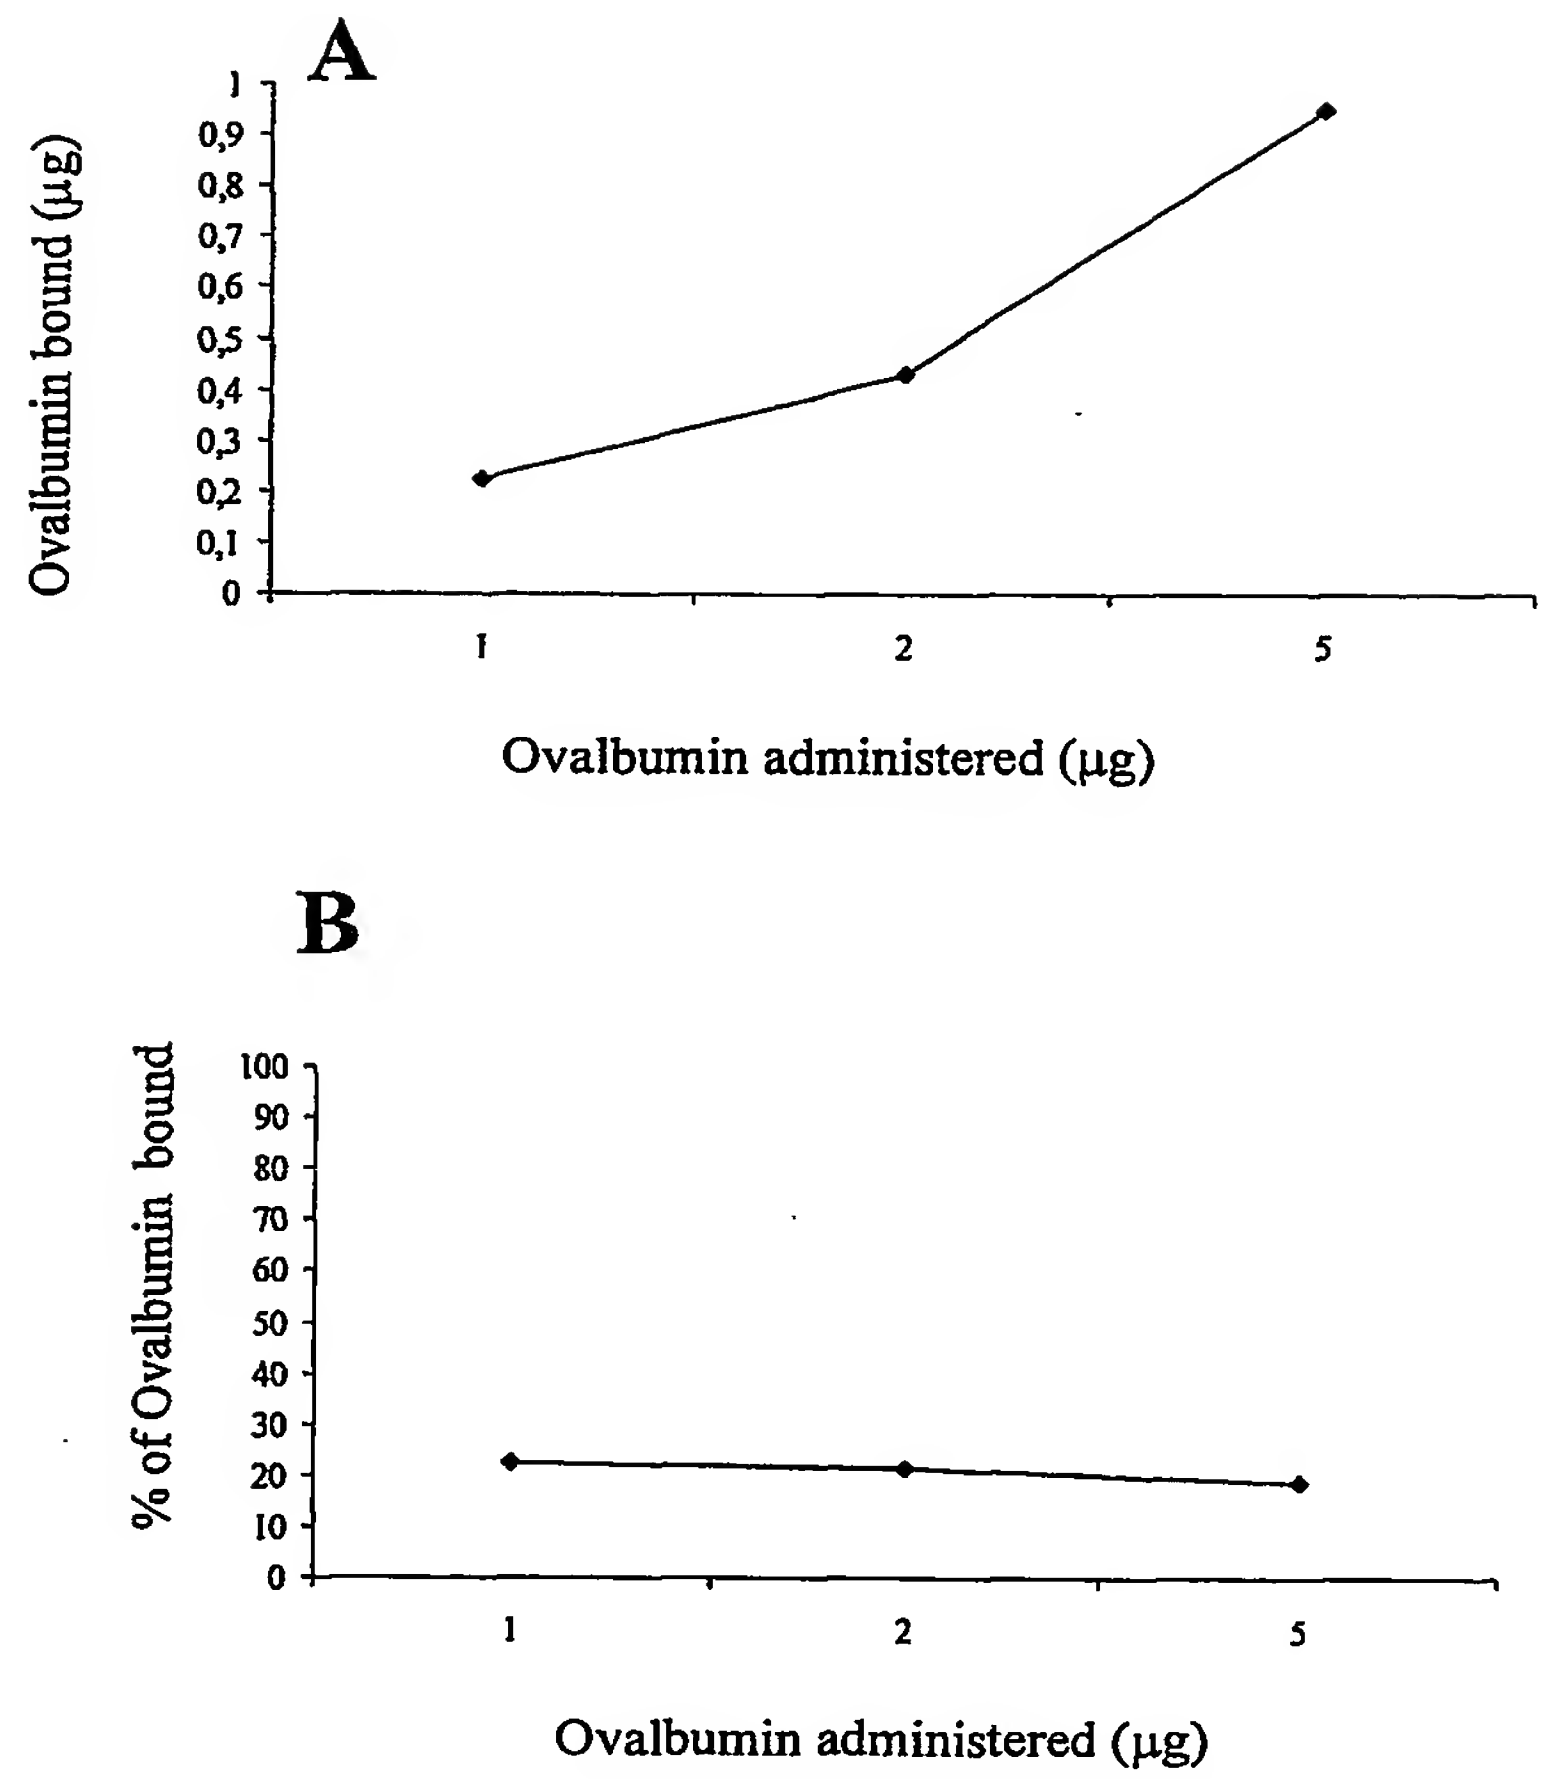 A
Ovalbumin bound (µg)
1
0,9
0,8
0,7
0,6
0,5
0,4
0,3
0,2
0,1
0
1 2 5
Ovalbumin administered (µg)
B
% of Ovalbumin bound
100
90
80
70
60
50
40
30
20
10
0
1 2 5
Ovalbumin administered (µg)